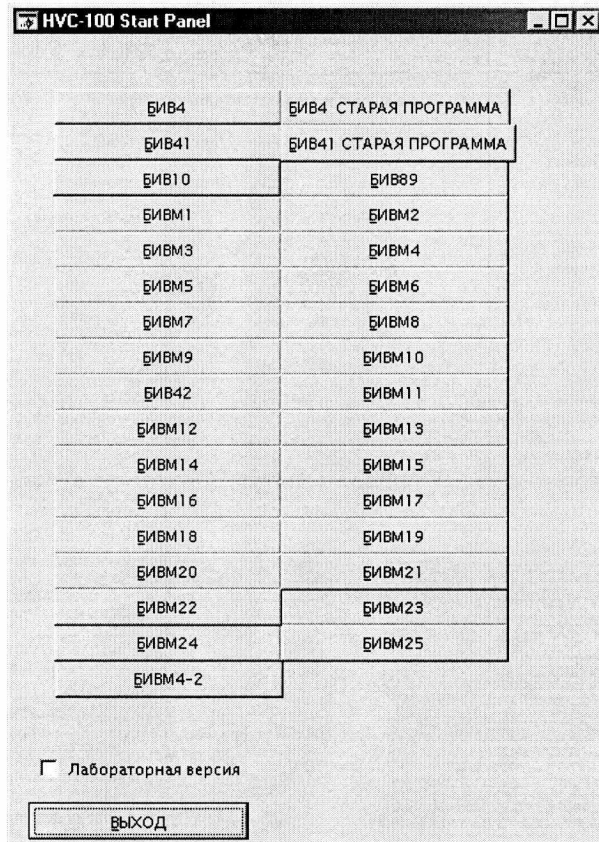 HVC-100 Start Panel
БИВ4 БИВ4 СТАРАЯ ПРОГРАММА
БИВ41 БИВ41 СТАРАЯ ПРОГРАММА
БИВ10 БИВ89
БИВМ1 БИВМ2
БИВМ3 БИВМ4
БИВМ5 БИВМ6
БИВМ7 БИВМ8
БИВМ9 БИВМ10
БИВ42 БИВМ11
БИВМ12 БИВМ13
БИВМ14 БИВМ15
БИВМ16 БИВМ17
БИВМ18 БИВМ19
БИВМ20 БИВМ21
БИВМ22 БИВМ23
БИВМ24 БИВМ25
БИВМ4-2
Лабораторная версия
ВЫХОД